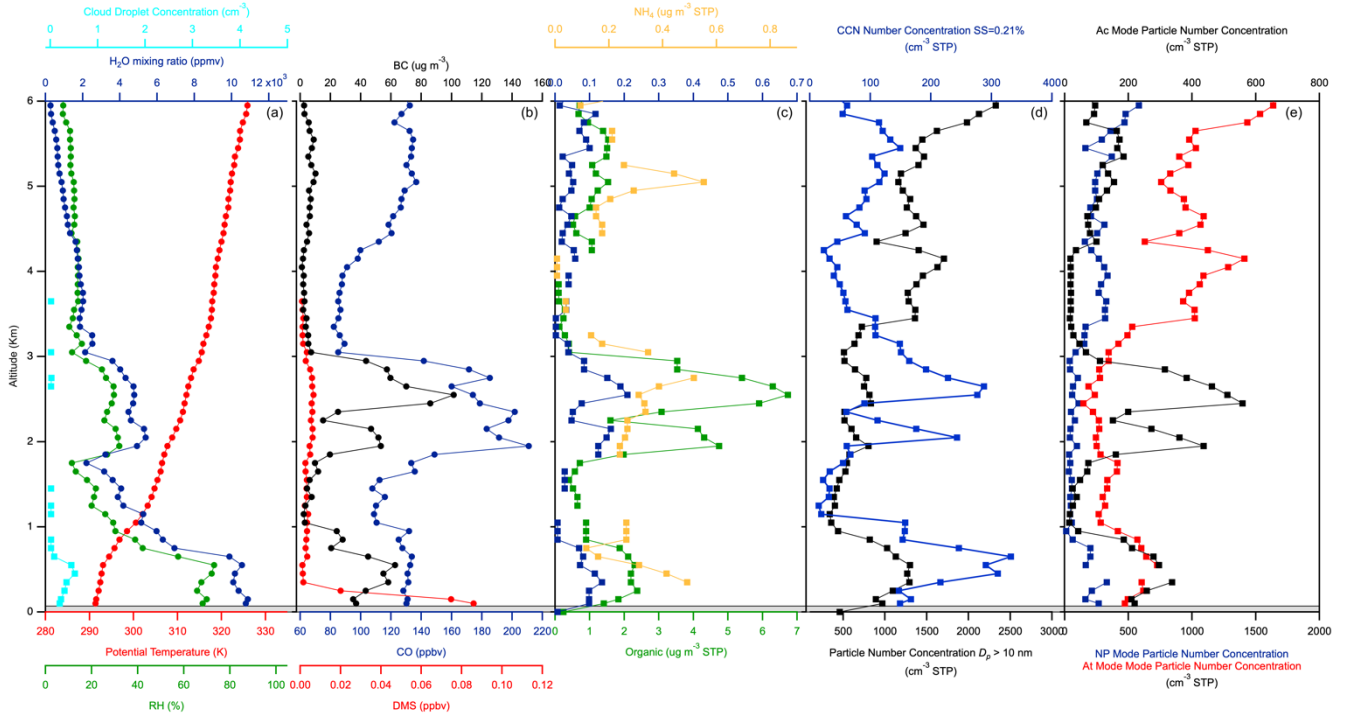 Cloud Droplet Concentration (cm⁻³)
0 1 2 3 4 5
H₂O mixing ratio (ppmv)
0 2 4 6 8 10 12 x10³
BC (ug m⁻³)
0 20 40 60 80 100 120 140 160
NH₄ (ug m⁻³ STP)
0.0 0.2 0.4 0.6 0.8
0.0 0.1 0.2 0.3 0.4 0.5 0.6 0.7
CCN Number Concentration SS=0.21%
(cm⁻³ STP)
0 100 200 300 400
Ac Mode Particle Number Concentration
(cm⁻³ STP)
0 200 400 600 800
(a) (b) (c) (d) (e)
Altitude (Km)
6
5
4
3
2
1
0
280 290 300 310 320 330
Potential Temperature (K)
0 20 40 60 80 100
RH (%)
60 80 100 120 140 160 180 200 220
CO (ppbv)
0.00 0.02 0.04 0.06 0.08 0.10 0.12
DMS (ppbv)
0 1 2 3 4 5 6 7
Organic (ug m⁻³ STP)
500 1000 1500 2000 2500 3000
Particle Number Concentration Dₚ > 10 nm
(cm⁻³ STP)
0 500 1000 1500 2000
NP Mode Particle Number Concentration
At Mode Mode Particle Number Concentration
(cm⁻³ STP)